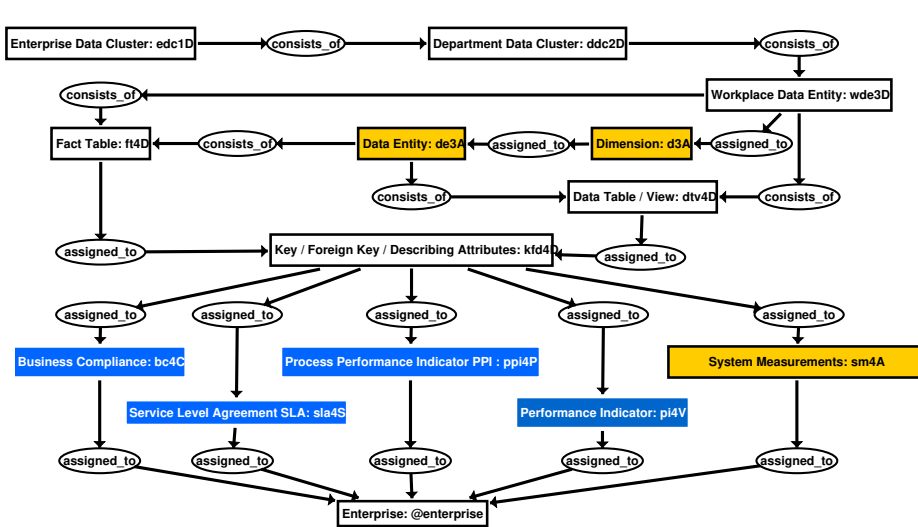 Enterprise Data Cluster: edc1D
consists_of
Department Data Cluster: ddc2D
consists_of
consists_of
Workplace Data Entity: wde3D
Fact Table: ft4D
consists_of
Data Entity: de3A
assigned_to
Dimension: d3A
assigned_to
consists_of
Data Table / View: dtv4D
consists_of
assigned_to
Key / Foreign Key / Describing Attributes: kfd4D
assigned_to
assigned_to
assigned_to
assigned_to
assigned_to
assigned_to
Business Compliance: bc4C
Process Performance Indicator PPI : ppi4P
System Measurements: sm4A
Service Level Agreement SLA: sla4S
Performance Indicator: pi4V
assigned_to
assigned_to
assigned_to
assigned_to
assigned_to
Enterprise: @enterprise